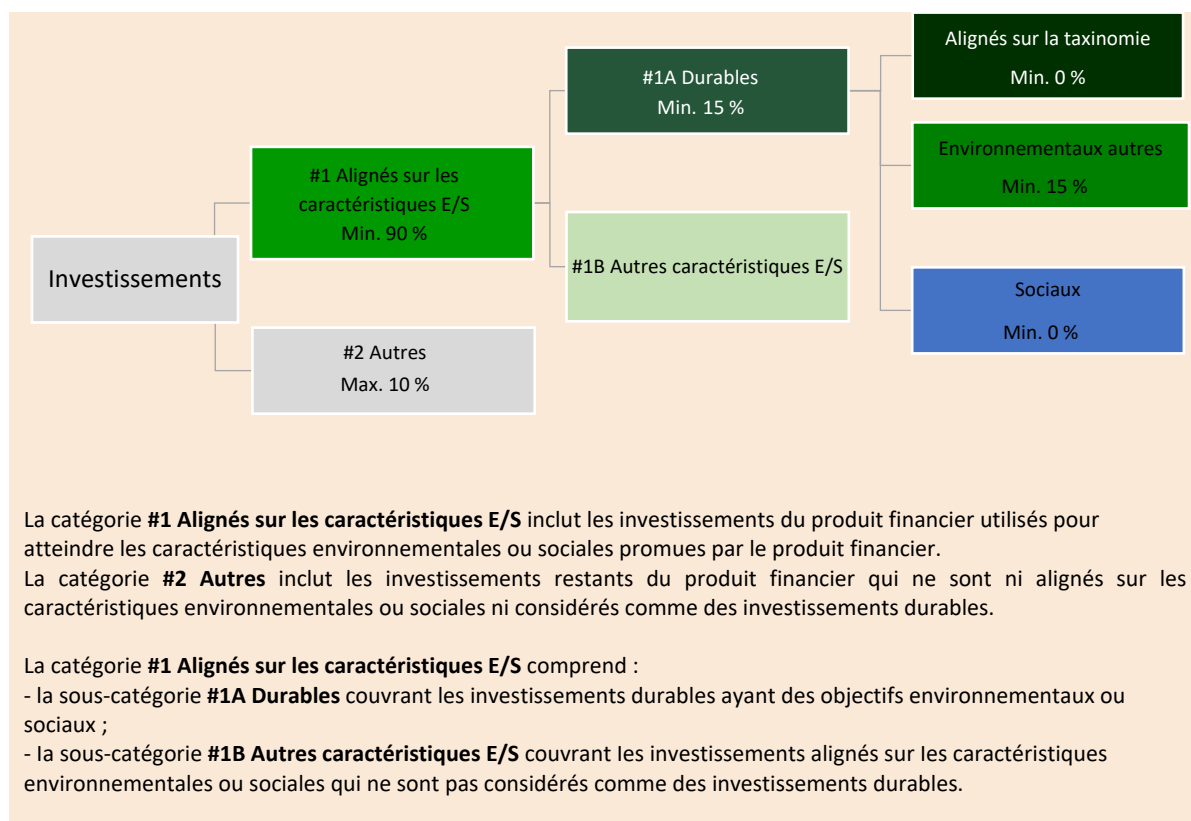 Investissements
#1 Alignés sur les
caractéristiques E/S
Min. 90 %
#2 Autres
Max. 10 %
#1A Durables
Min. 15 %
#1B Autres caractéristiques E/S
Alignés sur la taxinomie
Min. 0 %
Environnementaux autres
Min. 15 %
Sociaux
Min. 0 %
La catégorie #1 Alignés sur les caractéristiques E/S inclut les investissements du produit financier utilisés pour
atteindre les caractéristiques environnementales ou sociales promues par le produit financier.
La catégorie #2 Autres inclut les investissements restants du produit financier qui ne sont ni alignés sur les
caractéristiques environnementales ou sociales ni considérés comme des investissements durables.
La catégorie #1 Alignés sur les caractéristiques E/S comprend :
- la sous-catégorie #1A Durables couvrant les investissements durables ayant des objectifs environnementaux ou
sociaux ;
- la sous-catégorie #1B Autres caractéristiques E/S couvrant les investissements alignés sur les caractéristiques
environnementales ou sociales qui ne sont pas considérés comme des investissements durables.